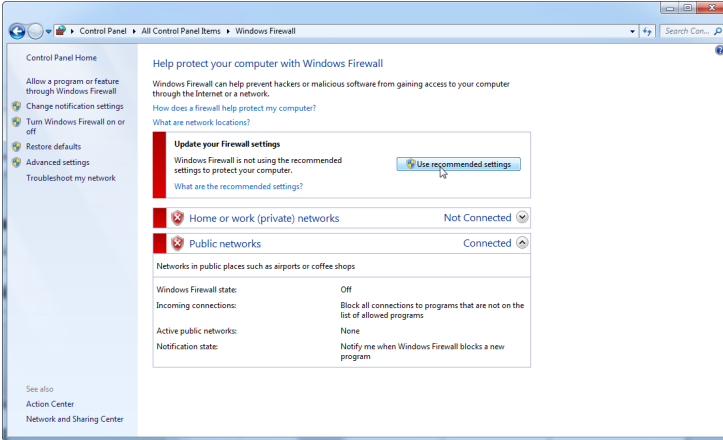 Control Panel
All Control Panel Items
Windows Firewall
Search Con...
Control Panel Home
Allow a program or feature
through Windows Firewall
Change notification settings
Turn Windows Firewall on or
off
Restore defaults
Advanced settings
Troubleshoot my network
See also
Action Center
Network and Sharing Center
Help protect your computer with Windows Firewall
Windows Firewall can help prevent hackers or malicious software from gaining access to your computer
through the Internet or a network.
How does a firewall help protect my computer?
What are network locations?
Update your Firewall settings
Windows Firewall is not using the recommended
settings to protect your computer.
Use recommended settings
What are the recommended settings?
Home or work (private) networks Not Connected
Public networks Connected
Networks in public places such as airports or coffee shops
Windows Firewall state: Off
Incoming connections: Block all connections to programs that are not on the
list of allowed programs
Active public networks: None
Notification state: Notify me when Windows Firewall blocks a new
program